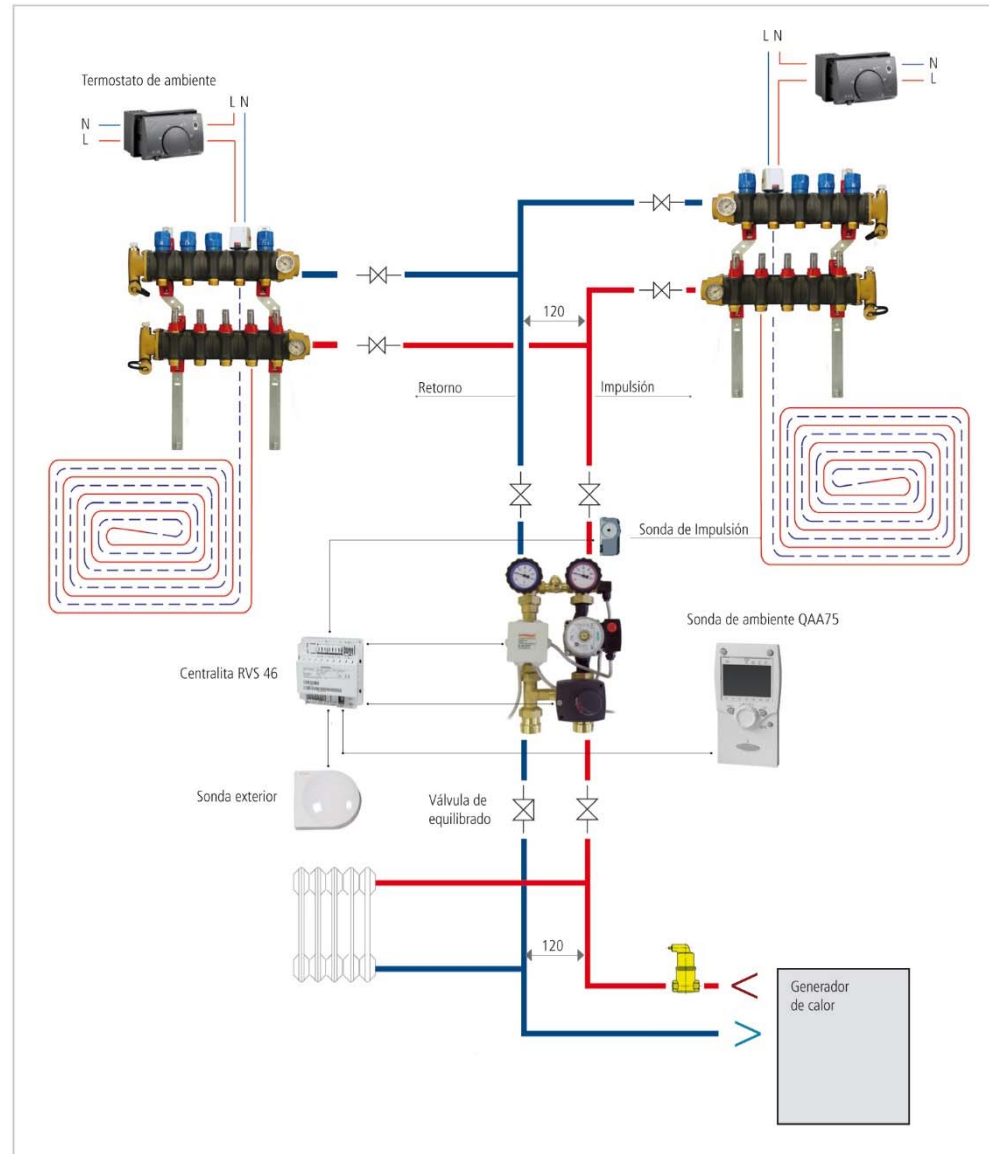 L N
N
L
Termostato de ambiente
L N
N
L
120
Retorno
Impulsión
Sonda de Impulsión
Sonda de ambiente QAA75
Centralita RVS 46
Sonda exterior
Válvula de
equilibrado
120
Generador
de calor